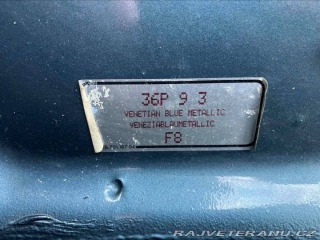 36P 9 3
VENETIAN BLUE METALLIC
VENEZIABLAUMETALLIC
F8
RAJVETERANU.CZ